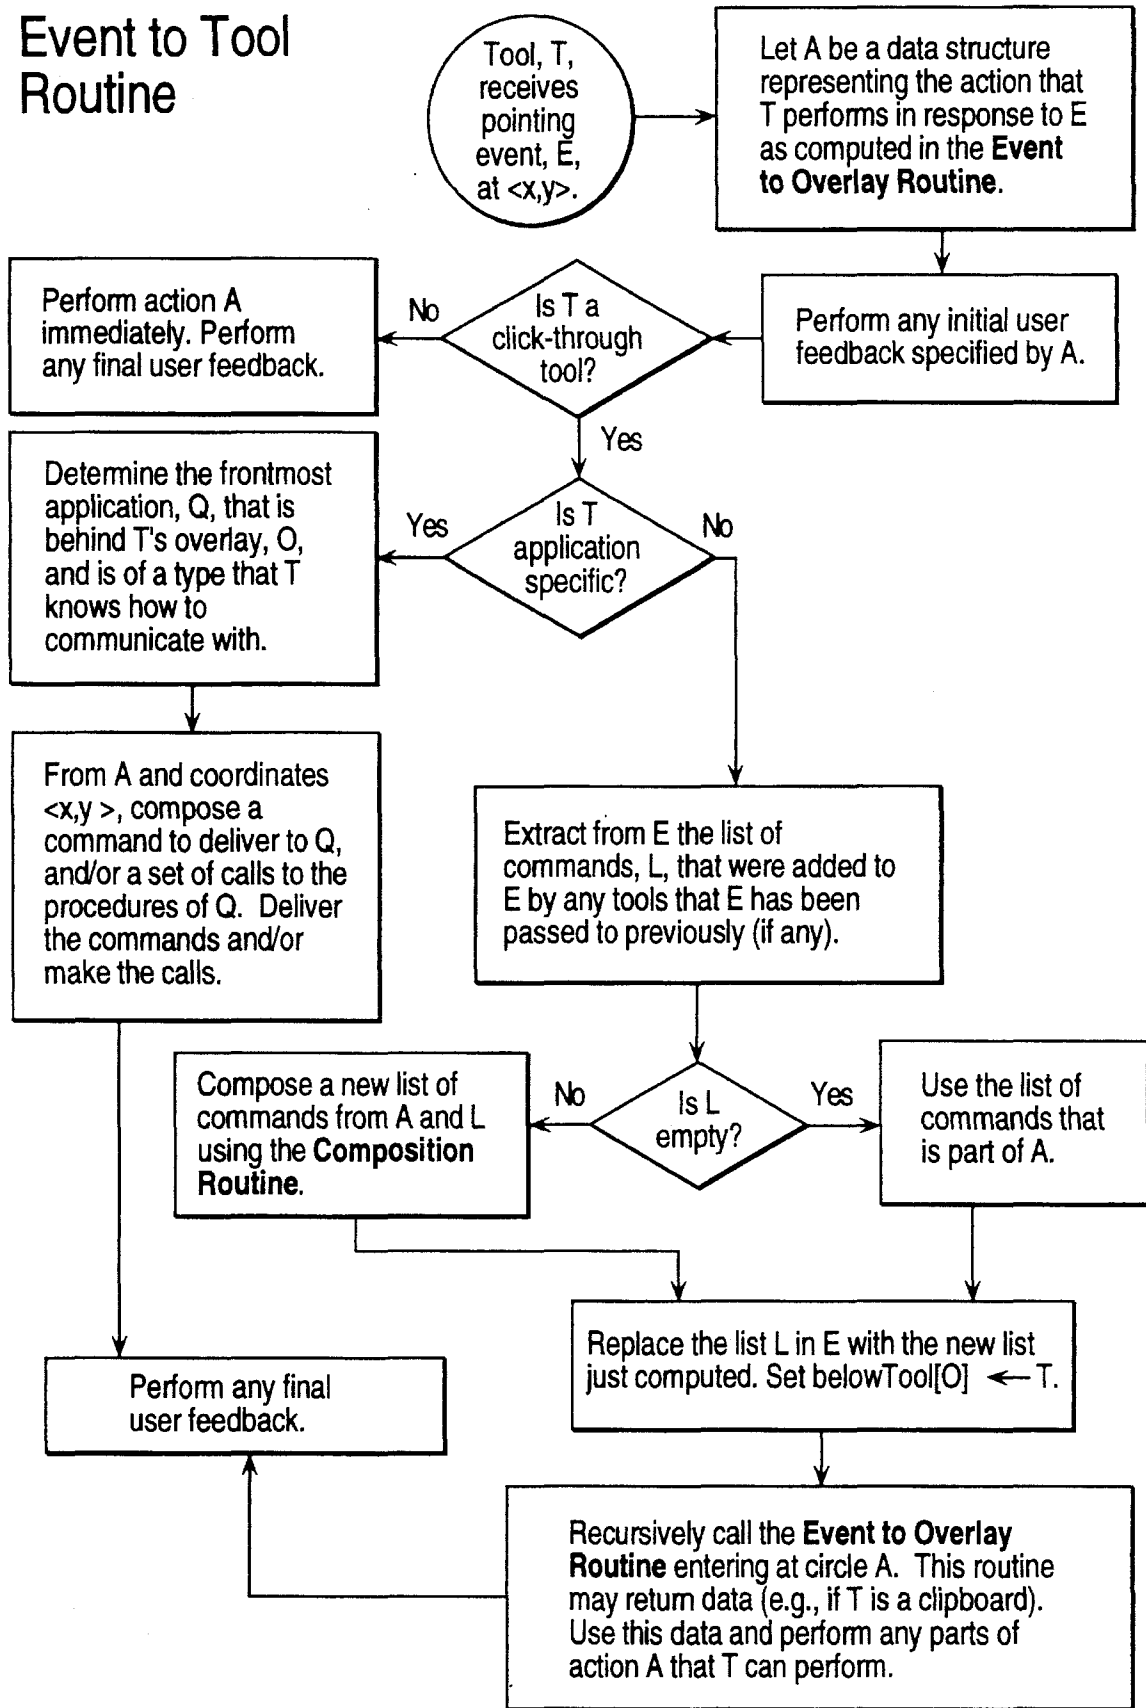 Event to Tool
Routine
Tool, T,
receives
pointing
event, E,
at <x,y>.
Let A be a data structure
representing the action that
T performs in response to E
as computed in the Event
to Overlay Routine.
Perform any initial user
feedback specified by A.
Is T a
click-through
tool?
No
Perform action A
immediately. Perform
any final user feedback.
Yes
Is T
application
specific?
Yes
No
Determine the frontmost
application, Q, that is
behind T's overlay, O,
and is of a type that T
knows how to
communicate with.
From A and coordinates
<x,y >, compose a
command to deliver to Q,
and/or a set of calls to the
procedures of Q. Deliver
the commands and/or
make the calls.
Extract from E the list of
commands, L, that were added to
E by any tools that E has been
passed to previously (if any).
Is L
empty?
No
Yes
Compose a new list of
commands from A and L
using the Composition
Routine.
Use the list of
commands that
is part of A.
Replace the list L in E with the new list
just computed. Set belowTool[O] ← T.
Perform any final
user feedback.
Recursively call the Event to Overlay
Routine entering at circle A. This routine
may return data (e.g., if T is a clipboard).
Use this data and perform any parts of
action A that T can perform.